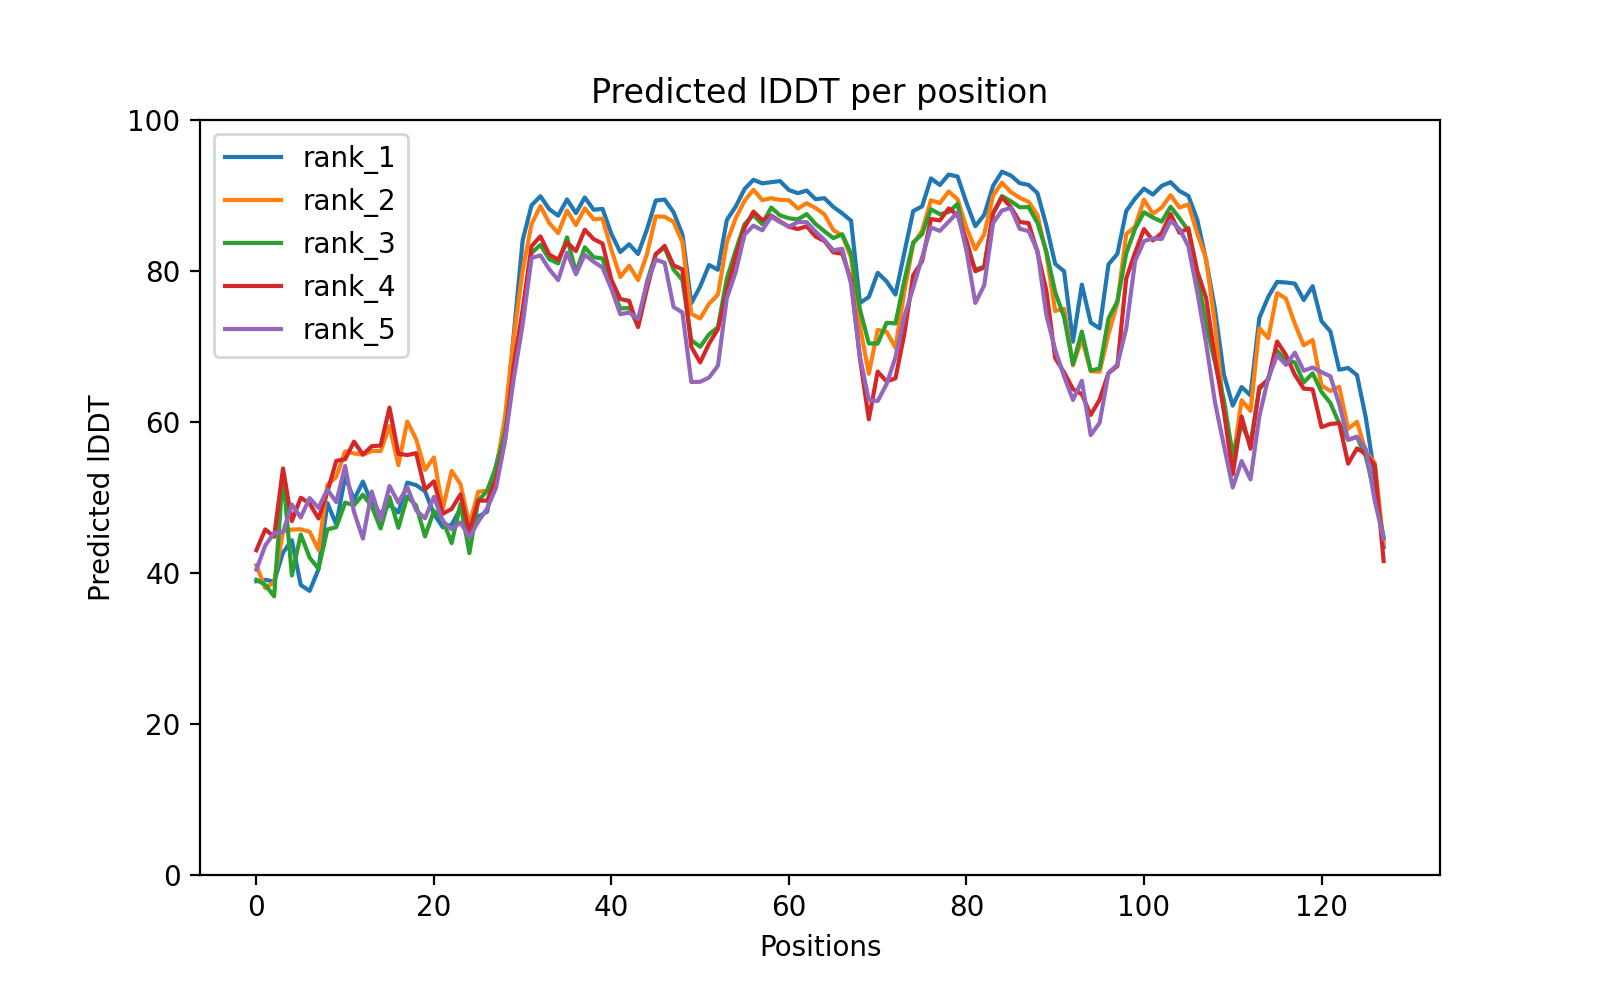 Predicted lDDT per position
100
80
60
40
20
0
Predicted lDDT
rank_1
rank_2
rank_3
rank_4
rank_5
0 20 40 60 80 100 120
Positions